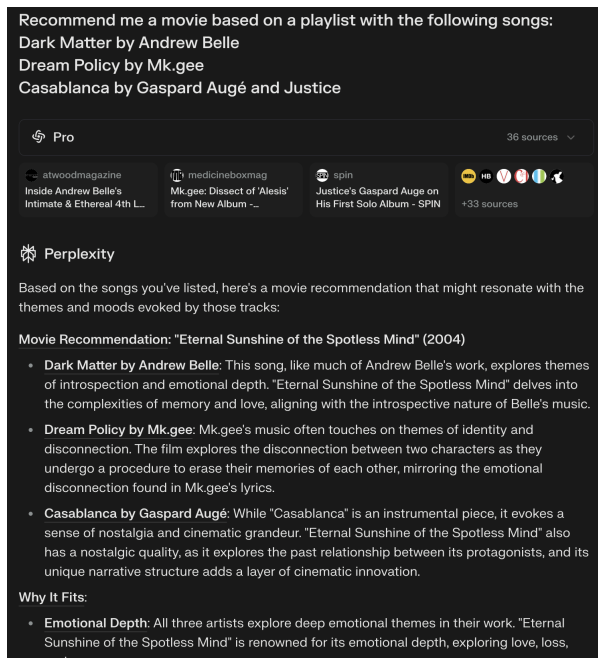 Recommend me a movie based on a playlist with the following songs:
Dark Matter by Andrew Belle
Dream Policy by Mk.gee
Casablanca by Gaspard Augé and Justice
Pro
36 sources
atwoodmagazine
Inside Andrew Belle's
Intimate & Ethereal 4th L...
medicineboxmag
Mk.gee: Dissect of 'Alesis'
from New Album -...
spin
Justice's Gaspard Auge on
His First Solo Album - SPIN
IMDb HB
+33 sources
Perplexity
Based on the songs you've listed, here's a movie recommendation that might resonate with the
themes and moods evoked by those tracks:
Movie Recommendation: "Eternal Sunshine of the Spotless Mind" (2004)
• Dark Matter by Andrew Belle: This song, like much of Andrew Belle's work, explores themes
of introspection and emotional depth. "Eternal Sunshine of the Spotless Mind" delves into
the complexities of memory and love, aligning with the introspective nature of Belle's music.
• Dream Policy by Mk.gee: Mk.gee's music often touches on themes of identity and
disconnection. The film explores the disconnection between two characters as they
undergo a procedure to erase their memories of each other, mirroring the emotional
disconnection found in Mk.gee's lyrics.
• Casablanca by Gaspard Augé: While "Casablanca" is an instrumental piece, it evokes a
sense of nostalgia and cinematic grandeur. "Eternal Sunshine of the Spotless Mind" also
has a nostalgic quality, as it explores the past relationship between its protagonists, and its
unique narrative structure adds a layer of cinematic innovation.
Why It Fits:
• Emotional Depth: All three artists explore deep emotional themes in their work. "Eternal
Sunshine of the Spotless Mind" is renowned for its emotional depth, exploring love, loss,